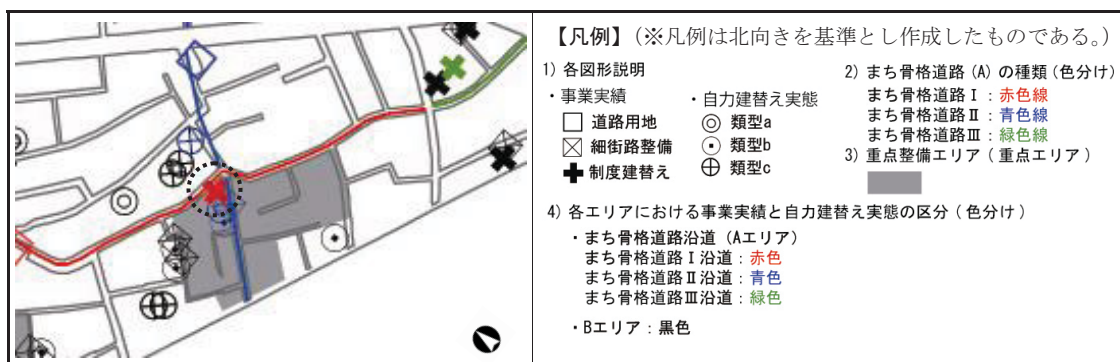 【凡例】(※凡例は北向きを基準とし作成したものである。)
1) 各図形説明
・事業実績
道路用地
細街路整備
制度建替え
・自力建替え実態
類型a
類型b
類型c
2) まち骨格道路(A)の種類(色分け)
まち骨格道路Ⅰ:赤色線
まち骨格道路Ⅱ:青色線
まち骨格道路Ⅲ:緑色線
3) 重点整備エリア(重点エリア)
4) 各エリアにおける事業実績と自力建替え実態の区分(色分け)
・まち骨格道路沿道(Aエリア)
まち骨格道路Ⅰ沿道:赤色
まち骨格道路Ⅱ沿道:青色
まち骨格道路Ⅲ沿道:緑色
・Bエリア:黒色